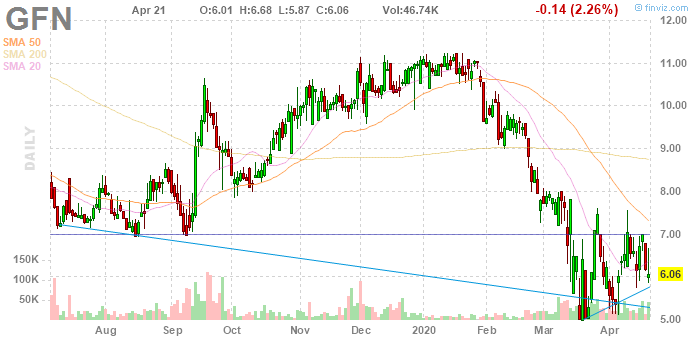 GFN
Apr 21
O:6.01 H:6.68 L:5.87 C:6.06
Vol:46.74K
© finviz.com
-0.14 (2.26%)
SMA 50
SMA 200
SMA 20
DAILY
12.00
11.00
10.00
9.00
8.00
7.00
6.06
5.00
150K
100K
50K
Aug Sep Oct Nov Dec 2020 Feb Mar Apr